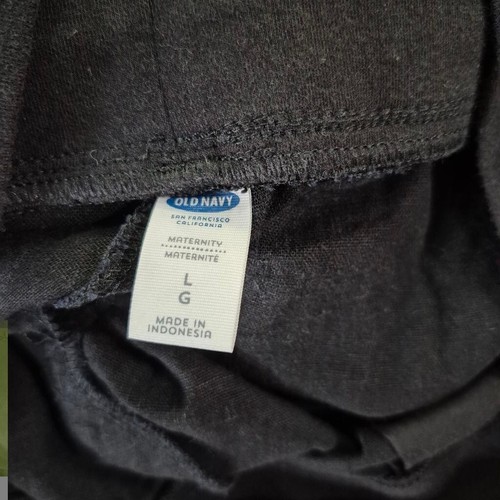 OLD NAVY
SAN FRANCISCO
CALIFORNIA
MATERNITY
MATERNITÉ
L
G
MADE IN
INDONESIA